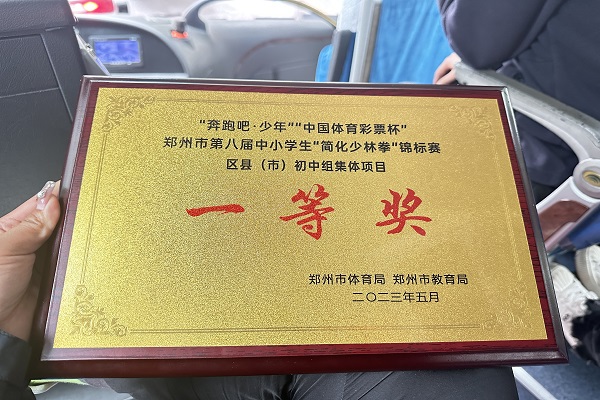 "奔跑吧·少年""中国体育彩票杯"
郑州市第八届中小学生"简化少林拳"锦标赛
区县（市）初中组集体项目
一等奖
郑州市体育局 郑州市教育局
二〇二三年五月